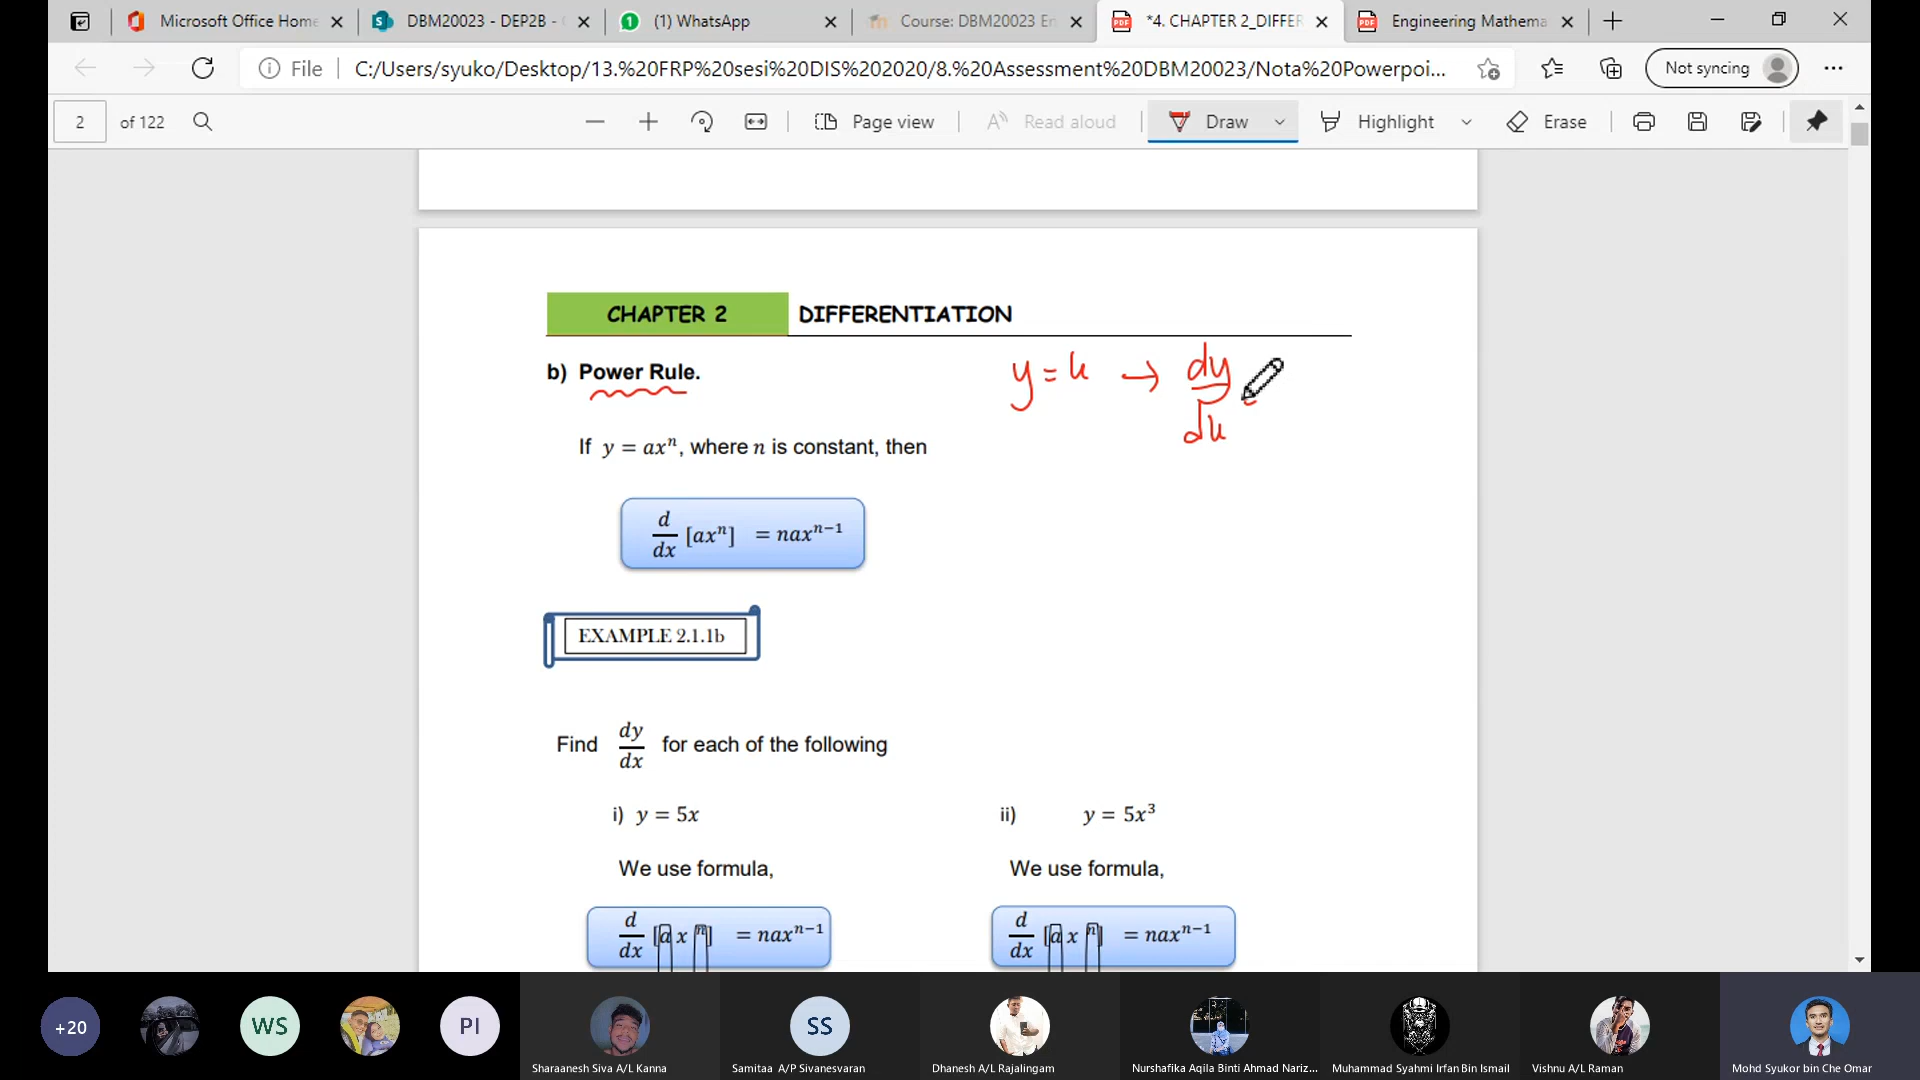 Microsoft Office Home
DBM20023 - DEP2B -
(1) WhatsApp
Course: DBM20023 En
*4. CHAPTER 2_DIFFER
Engineering Mathema
File
C:/Users/syuko/Desktop/13.%20FRP%20sesi%20DIS%202020/8.%20Assessment%20DBM20023/Nota%20Powerpoi...
Not syncing
2 of 122
Page view
Read aloud
Draw
Highlight
Erase
CHAPTER 2 DIFFERENTIATION
b) Power Rule.
y = k → dy/dx
If y = axⁿ, where n is constant, then
d/dx [axⁿ] = naxⁿ⁻¹
EXAMPLE 2.1.1b
Find dy/dx for each of the following
i) y = 5x
ii) y = 5x³
We use formula,
We use formula,
d/dx [a x ⁿ] = naxⁿ⁻¹
d/dx [a x ⁿ] = naxⁿ⁻¹
+20
WS
PI
SS
Sharaanesh Siva A/L Kanna
Samitaa A/P Sivanesvaran
Dhanesh A/L Rajalingam
Nurshafika Aqila Binti Ahmad Nariz...
Muhammad Syahmi Irfan Bin Ismail
Vishnu A/L Raman
Mohd Syukor bin Che Omar